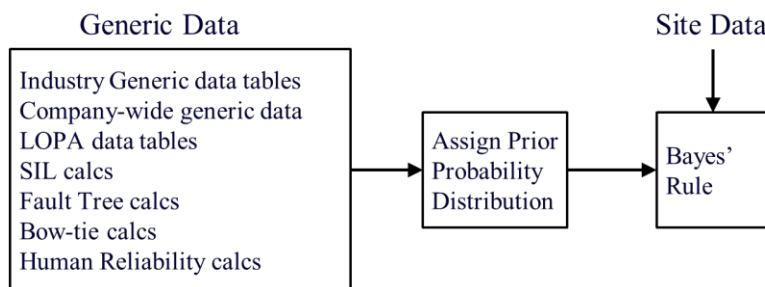 Generic Data
Industry Generic data tables
Company-wide generic data
LOPA data tables
SIL calcs
Fault Tree calcs
Bow-tie calcs
Human Reliability calcs
Assign Prior
Probability
Distribution
Site Data
Bayes’
Rule